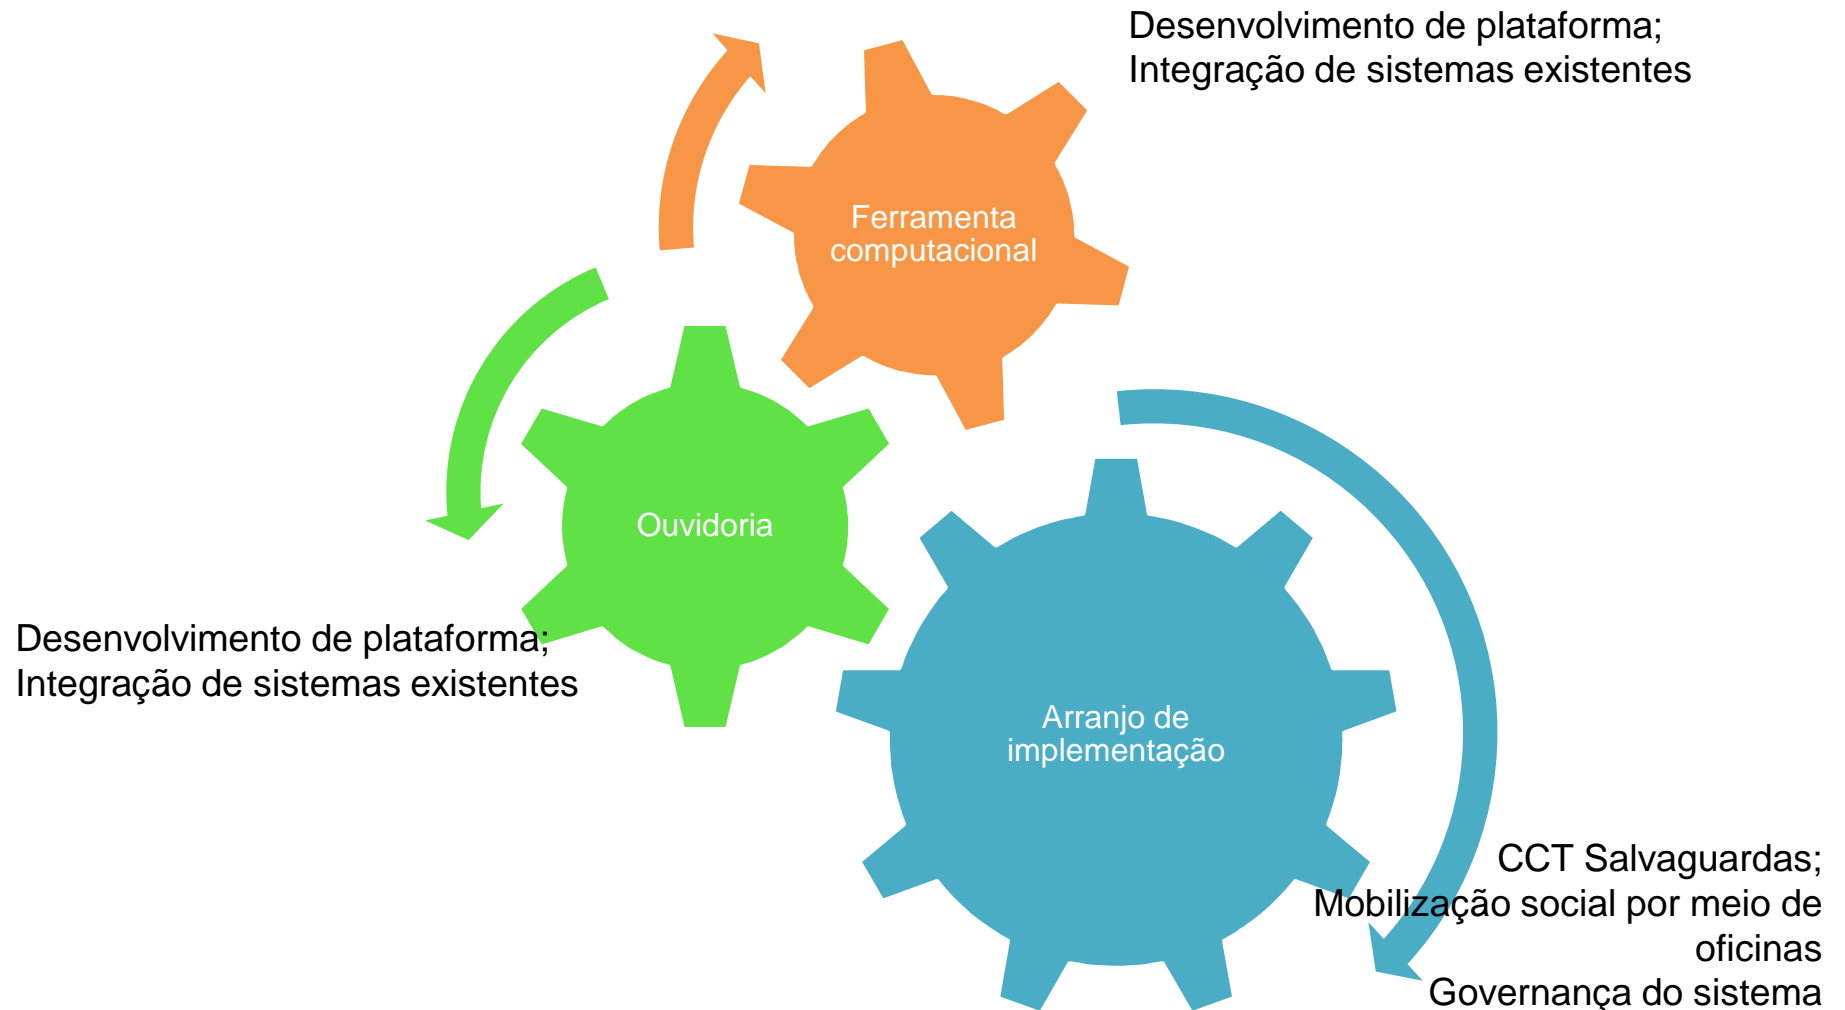 Desenvolvimento de plataforma;
Integração de sistemas existentes
Ferramenta
computacional
Ouvidoria
Desenvolvimento de plataforma;
Integração de sistemas existentes
Arranjo de
implementação
CCT Salvaguardas;
Mobilização social por meio de
oficinas
Governança do sistema